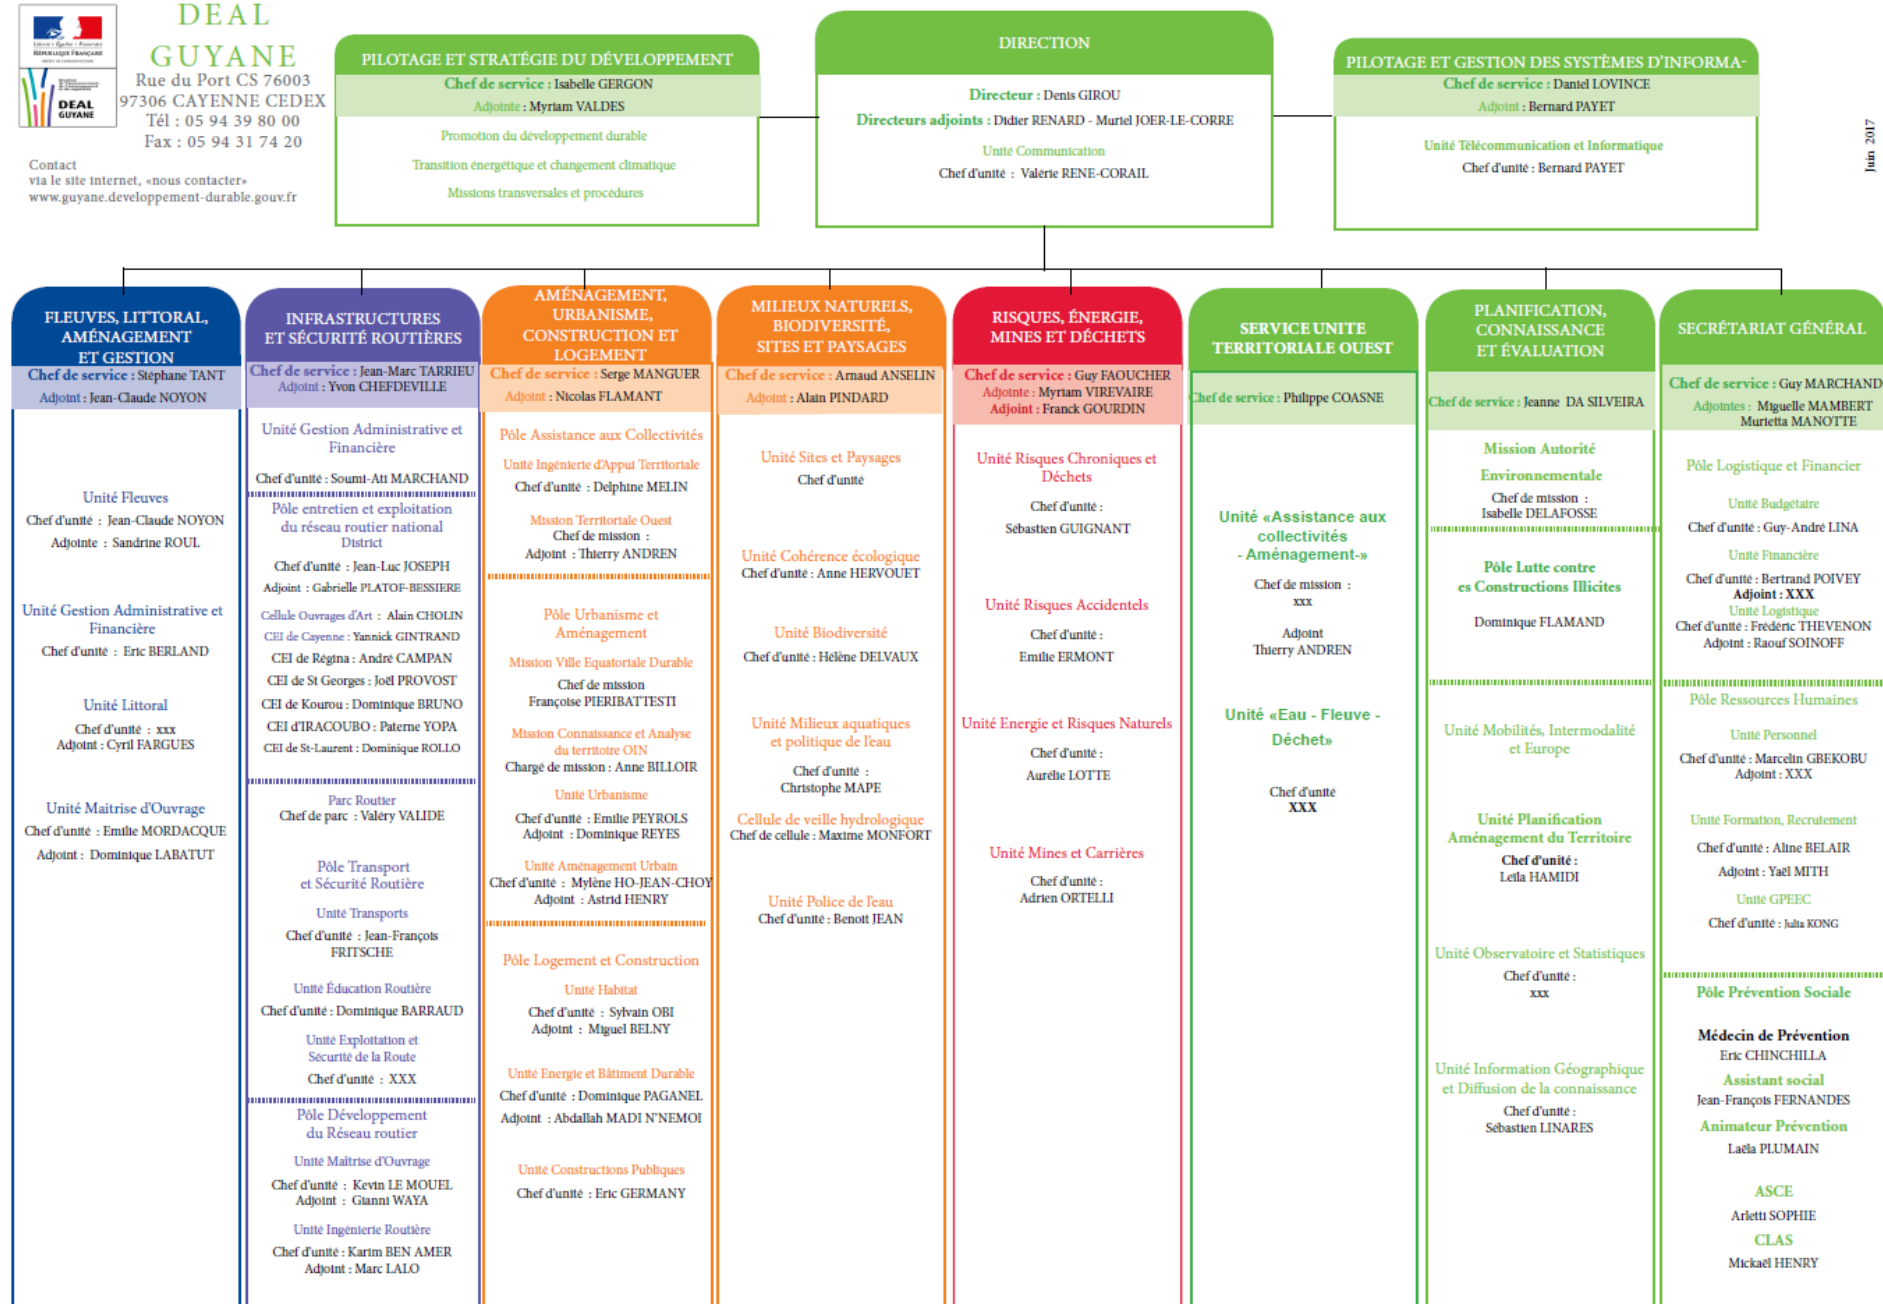 Liberté • Égalité • Fraternité
RÉPUBLIQUE FRANÇAISE
DEAL
GUYANE
DEAL
GUYANE
Rue du Port CS 76003
97306 CAYENNE CEDEX
Tél : 05 94 39 80 00
Fax : 05 94 31 74 20
Contact
via le site internet, «nous contacter»
www.guyane.developpement-durable.gouv.fr
PILOTAGE ET STRATÉGIE DU DÉVELOPPEMENT
Chef de service : Isabelle GERGON
Adjointe : Myriam VALDES
Promotion du développement durable
Transition énergétique et changement climatique
Missions transversales et procédures
DIRECTION
Directeur : Denis GIROU
Directeurs adjoints : Didier RENARD - Muriel JOER-LE-CORRE
Unité Communication
Chef d'unité : Valérie RENE-CORAIL
PILOTAGE ET GESTION DES SYSTÈMES D'INFORMA-
Chef de service : Daniel LOVINCE
Adjoint : Bernard PAYET
Unité Télécommunication et Informatique
Chef d'unité : Bernard PAYET
Juin 2017
FLEUVES, LITTORAL,
AMÉNAGEMENT
ET GESTION
Chef de service : Stéphane TANT
Adjoint : Jean-Claude NOYON
Unité Fleuves
Chef d'unité : Jean-Claude NOYON
Adjointe : Sandrine ROUL
Unité Gestion Administrative et
Financière
Chef d'unité : Eric BERLAND
Unité Littoral
Chef d'unité : xxx
Adjoint : Cyril FARGUES
Unité Maitrise d'Ouvrage
Chef d'unité : Emilie MORDACQUE
Adjoint : Dominique LABATUT
INFRASTRUCTURES
ET SÉCURITÉ ROUTIÈRES
Chef de service : Jean-Marc TARRIEU
Adjoint : Yvon CHEFDEVILLE
Unité Gestion Administrative et
Financière
Chef d'unité : Soumi-Ati MARCHAND
Pôle entretien et exploitation
du réseau routier national
District
Chef d'unité : Jean-Luc JOSEPH
Adjoint : Gabrielle PLATOF-BESSIERE
Cellule Ouvrages d'Art : Alain CHOLIN
CEI de Cayenne : Yannick GINTRAND
CEI de Régina : André CAMPAN
CEI de St Georges : Joël PROVOST
CEI de Kourou : Dominique BRUNO
CEI d'IRACOUBO : Paterne YOPA
CEI de St-Laurent : Dominique ROLLO
Parc Routier
Chef de parc : Valéry VALIDE
Pôle Transport
et Sécurité Routière
Unité Transports
Chef d'unité : Jean-François
FRITSCHE
Unité Éducation Routière
Chef d'unité : Dominique BARRAUD
Unité Exploitation et
Sécurité de la Route
Chef d'unité : XXX
Pôle Développement
du Réseau routier
Unité Maîtrise d'Ouvrage
Chef d'unité : Kevin LE MOUEL
Adjoint : Gianni WAYA
Unité Ingénierie Routière
Chef d'unité : Karim BEN AMER
Adjoint : Marc LALO
AMÉNAGEMENT,
URBANISME,
CONSTRUCTION ET
LOGEMENT
Chef de service : Serge MANGUER
Adjoint : Nicolas FLAMANT
Pôle Assistance aux Collectivités
Unité Ingénierie d'Appui Territoriale
Chef d'unité : Delphine MELIN
Mission Territoriale Ouest
Chef de mission :
Adjoint : Thierry ANDREN
Pôle Urbanisme et
Aménagement
Mission Ville Equatoriale Durable
Chef de mission
Françoise PIERIBATTESTI
Mission Connaissance et Analyse
du territoire OIN
Chargé de mission : Anne BILLOIR
Unité Urbanisme
Chef d'unité : Emilie PEYROLS
Adjoint : Dominique REYES
Unité Aménagement Urbain
Chef d'unité : Mylène HO-JEAN-CHOY
Adjoint : Astrid HENRY
Pôle Logement et Construction
Unité Habitat
Chef d'unité : Sylvain OBI
Adjoint : Miguel BELNY
Unité Energie et Bâtiment Durable
Chef d'unité : Dominique PAGANEL
Adjoint : Abdallah MADI N'NEMOI
Unité Constructions Publiques
Chef d'unité : Eric GERMANY
MILIEUX NATURELS,
BIODIVERSITÉ,
SITES ET PAYSAGES
Chef de service : Arnaud ANSELIN
Adjoint : Alain PINDARD
Unité Sites et Paysages
Chef d'unité
Unité Cohérence écologique
Chef d'unité : Anne HERVOUET
Unité Biodiversité
Chef d'unité : Hélène DELVAUX
Unité Milieux aquatiques
et politique de l'eau
Chef d'unité :
Christophe MAPE
Cellule de veille hydrologique
Chef de cellule : Maxime MONFORT
Unité Police de l'eau
Chef d'unité : Benoit JEAN
RISQUES, ÉNERGIE,
MINES ET DÉCHETS
Chef de service : Guy FAOUCHER
Adjointe : Myriam VIREVAIRE
Adjoint : Franck GOURDIN
Unité Risques Chroniques et
Déchets
Chef d'unité :
Sébastien GUIGNANT
Unité Risques Accidentels
Chef d'unité :
Emilie ERMONT
Unité Energie et Risques Naturels
Chef d'unité :
Aurélie LOTTE
Unité Mines et Carrières
Chef d'unité :
Adrien ORTELLI
SERVICE UNITE
TERRITORIALE OUEST
Chef de service : Philippe COASNE
Unité «Assistance aux
collectivités
- Aménagement-»
Chef de mission :
xxx
Adjoint
Thierry ANDREN
Unité «Eau - Fleuve -
Déchet»
Chef d'unité
XXX
PLANIFICATION,
CONNAISSANCE
ET ÉVALUATION
Chef de service : Jeanne DA SILVEIRA
Mission Autorité
Environnementale
Chef de mission :
Isabelle DELAFOSSE
Pôle Lutte contre
es Constructions Illicites
Dominique FLAMAND
Unité Mobilités, Intermodalité
et Europe
Unité Planification
Aménagement du Territoire
Chef d'unité :
Leïla HAMIDI
Unité Observatoire et Statistiques
Chef d'unité :
xxx
Unité Information Géographique
et Diffusion de la connaissance
Chef d'unité :
Sébastien LINARES
SECRÉTARIAT GÉNÉRAL
Chef de service : Guy MARCHAND
Adjointes : Miguelle MAMBERT
Murietta MANOTTE
Pôle Logistique et Financier
Unité Budgétaire
Chef d'unité : Guy-André LINA
Unité Financière
Chef d'unité : Bertrand POIVEY
Adjoint : XXX
Unité Logistique
Chef d'unité : Frédéric THEVENON
Adjoint : Raouf SOINOFF
Pôle Ressources Humaines
Unité Personnel
Chef d'unité : Marcelin GBEKOBU
Adjoint : XXX
Unité Formation, Recrutement
Chef d'unité : Aline BELAIR
Adjoint : Yaël MITH
Unité GPEEC
Chef d'unité : Julia KONG
Pôle Prévention Sociale
Médecin de Prévention
Eric CHINCHILLA
Assistant social
Jean-François FERNANDES
Animateur Prévention
Laëla PLUMAIN
ASCE
Arletti SOPHIE
CLAS
Mickaël HENRY